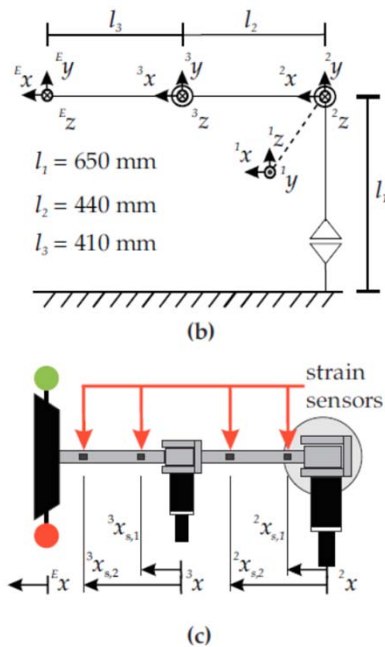 l₃ l₂
ᴱx ᴱy ³x ³y ²x ²y
ᴱz ³z ²z
¹x ¹z
¹y
l₁ = 650 mm
l₂ = 440 mm
l₃ = 410 mm
l₁
(b)
strain
sensors
³xₛ,₁ ²xₛ,₁
³xₛ,₂ ²xₛ,₂
ᴱx ³x ²x
(c)